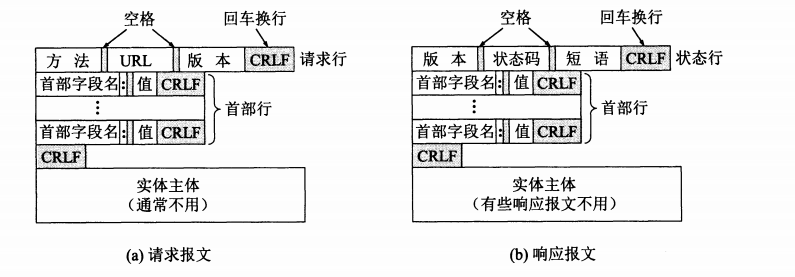 空格 回车换行
方 法 URL 版 本 CRLF 请求行
首部字段名: 值 CRLF
⋮
首部行
首部字段名: 值 CRLF
CRLF
实体主体
(通常不用)
(a) 请求报文
空格 回车换行
版 本 状态码 短 语 CRLF 状态行
首部字段名: 值 CRLF
⋮
首部行
首部字段名: 值 CRLF
CRLF
实体主体
(有些响应报文不用)
(b) 响应报文